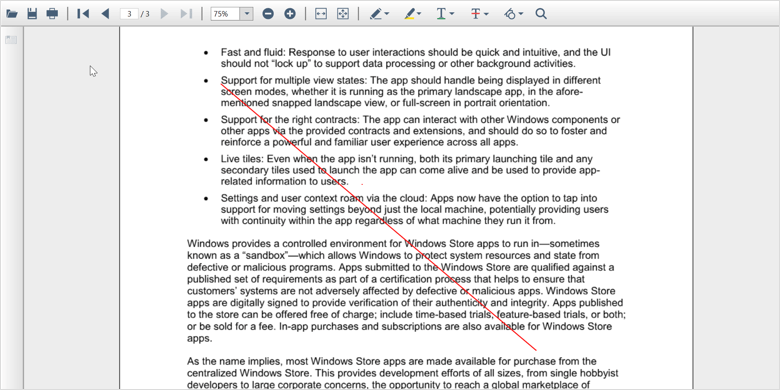 3 / 3
75%
Fast and fluid: Response to user interactions should be quick and intuitive, and the UI
should not “lock up” to support data processing or other background activities.
Support for multiple view states: The app should handle being displayed in different
screen modes, whether it is running as the primary landscape app, in the afore-
mentioned snapped landscape view, or full-screen in portrait orientation.
Support for the right contracts: The app can interact with other Windows components or
other apps via the provided contracts and extensions, and should do so to foster and
reinforce a powerful and familiar user experience across all apps.
Live tiles: Even when the app isn’t running, both its primary launching tile and any
secondary tiles used to launch the app can come alive and be used to provide app-
related information to users.
Settings and user context roam via the cloud: Apps now have the option to tap into
support for moving settings beyond just the local machine, potentially providing users
with continuity within the app regardless of what machine they run it from.
Windows provides a controlled environment for Windows Store apps to run in—sometimes
known as a “sandbox”—which allows Windows to protect system resources and state from
defective or malicious programs. Apps submitted to the Windows Store are qualified against a
published set of requirements as part of a certification process that helps to ensure that
customers’ systems are not adversely affected by defective or malicious apps. Windows Store
apps are digitally signed to provide verification of their authenticity and integrity. Apps published
to the store can be offered free of charge; include time-based trials, feature-based trials, or both;
or be sold for a fee. In-app purchases and subscriptions are also available for Windows Store
apps.
As the name implies, most Windows Store apps are made available for purchase from the
centralized Windows Store. This provides development efforts of all sizes, from single hobbyist
developers to large corporate concerns, the opportunity to reach a global marketplace of